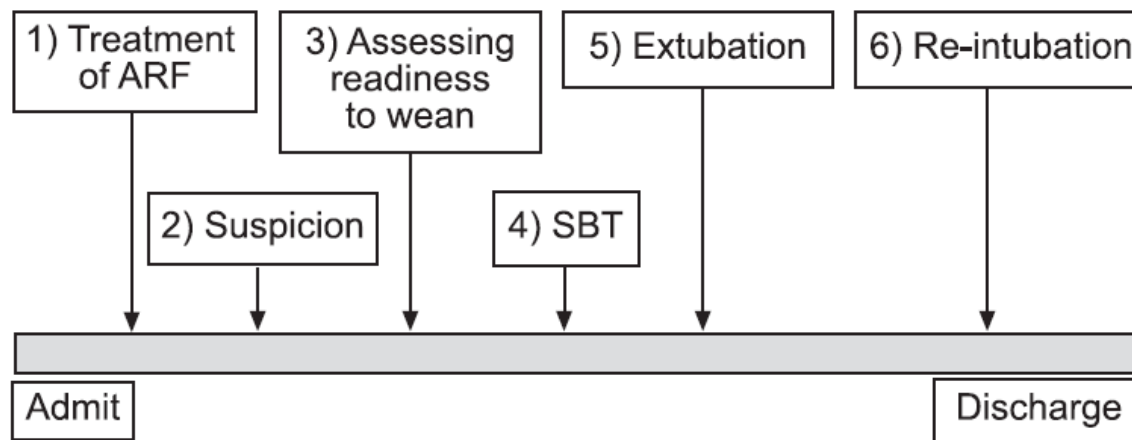 1) Treatment
of ARF
2) Suspicion
3) Assessing
readiness
to wean
4) SBT
5) Extubation
6) Re-intubation
Admit
Discharge